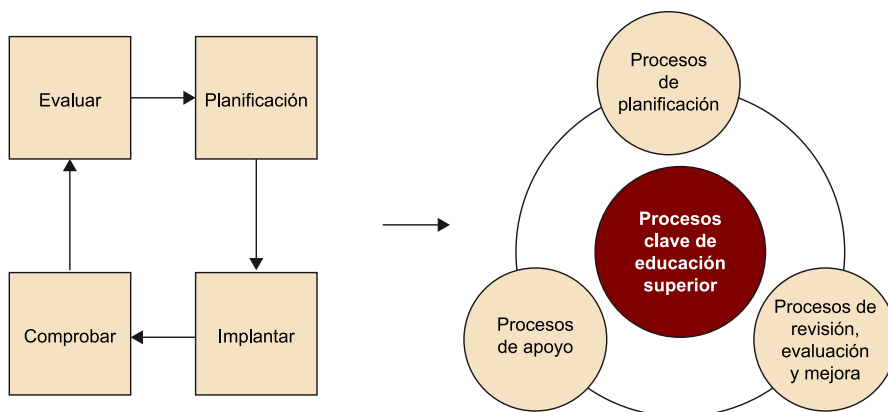 Evaluar
Planificación
Comprobar
Implantar
Procesos
de
planificación
Procesos
clave de
educación
superior
Procesos
de apoyo
Procesos de
revisión,
evaluación
y mejora